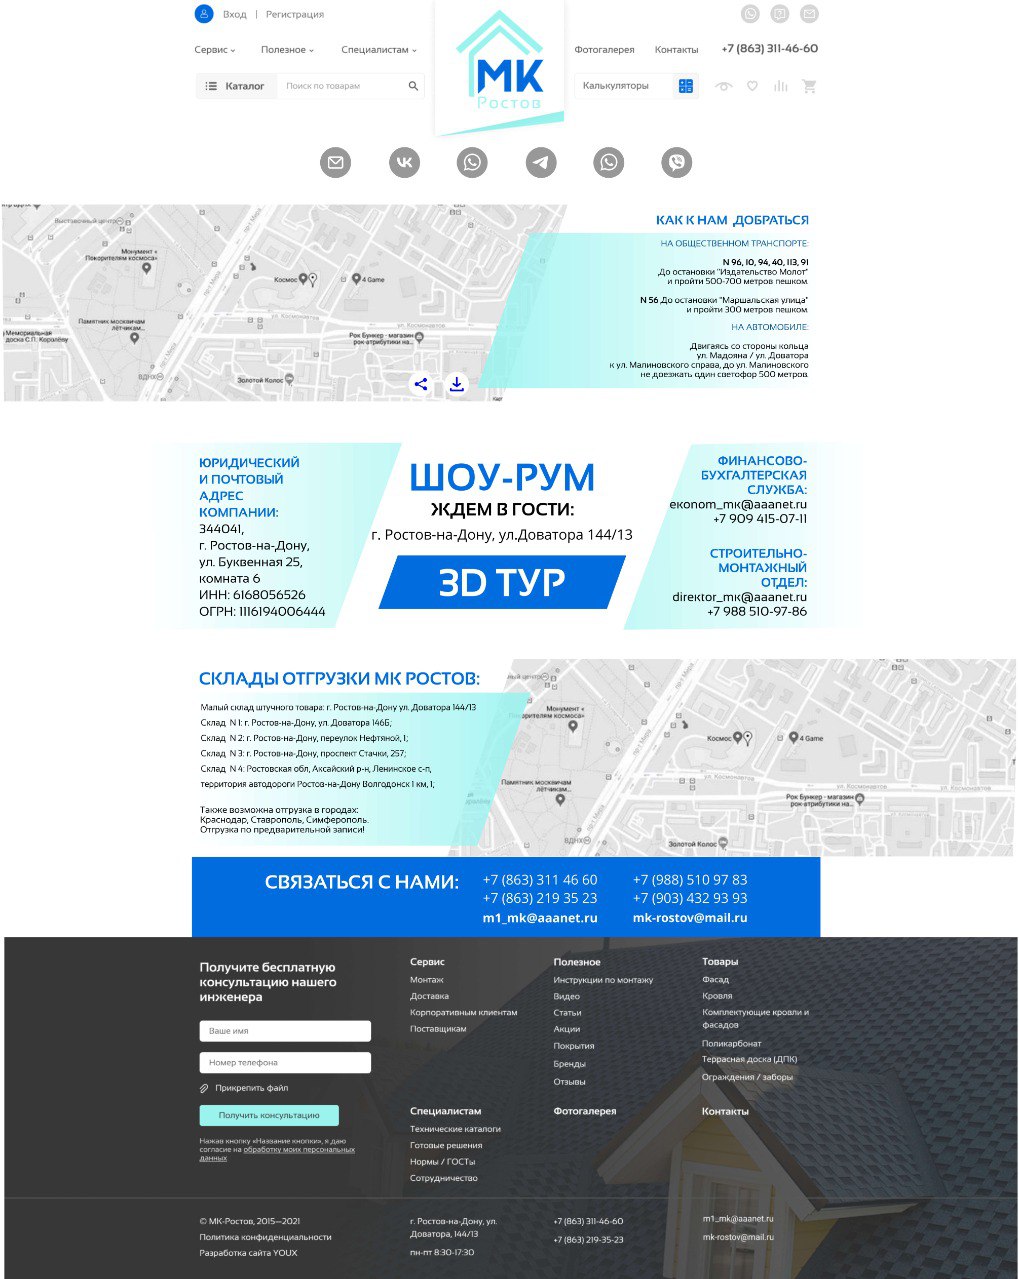 Вход | Регистрация
Сервис Полезное Специалистам
Фотогалерея Контакты +7 (863) 311-46-60
Каталог Поиск по товарам
МК
Ростов
Калькуляторы
Выставочный центр
Монумент «
Покорителям космоса»
Космос
4 Game
пр-т Мира
Памятник москвичам
лётчикам...
Мемориальная
доска С.П. Королёву
ул. Космонавтов
Рок Бункер - магазин
рок-атрибутики на...
ВДНХ
Золотой Колос
КАК К НАМ ДОБРАТЬСЯ
НА ОБЩЕСТВЕННОМ ТРАНСПОРТЕ:
N 96, 10, 94, 40, 113, 91
До остановки "Издательство Молот"
и пройти 500-700 метров пешком.
N 56 До остановки "Маршальская улица"
и пройти 300 метров пешком.
НА АВТОМОБИЛЕ:
Двигаясь со стороны кольца
ул. Мадояна / ул. Доватора
к ул. Малиновского справа, до ул. Малиновского
не доезжать один светофор 500 метров.
ЮРИДИЧЕСКИЙ
И ПОЧТОВЫЙ
АДРЕС
КОМПАНИИ:
344041,
г. Ростов-на-Дону,
ул. Буквенная 25,
комната 6
ИНН: 6168056526
ОГРН: 1116194006444
ШОУ-РУМ
ЖДЕМ В ГОСТИ:
г. Ростов-на-Дону, ул.Доватора 144/13
3D ТУР
ФИНАНСОВО-
БУХГАЛТЕРСКАЯ
СЛУЖБА:
ekonom_mk@aaanet.ru
+7 909 415-07-11
СТРОИТЕЛЬНО-
МОНТАЖНЫЙ
ОТДЕЛ:
direktor_mk@aaanet.ru
+7 988 510-97-86
СКЛАДЫ ОТГРУЗКИ МК РОСТОВ:
Малый склад штучного товара: г. Ростов-на-Дону ул. Доватора 144/13
Склад N 1: г. Ростов-на-Дону, ул. Доватора 146Б;
Склад N 2: г. Ростов-на-Дону, переулок Нефтяной, 1;
Склад N 3: г. Ростов-на-Дону, проспект Стачки, 257;
Склад N 4: Ростовская обл, Аксайский р-н, Ленинское с-п,
территория автодороги Ростов-на-Дону Волгодонск 1 км, 1;
Также возможна отгрузка в городах:
Краснодар, Ставрополь, Симферополь.
Отгрузка по предварительной записи!
Монумент «
Покорителям космоса»
Космос
4 Game
пр-т Мира
Памятник москвичам
лётчикам...
ул. Космонавтов
Рок Бункер - магазин
рок-атрибутики на...
ВДНХ
Золотой Колос
СВЯЗАТЬСЯ С НАМИ:
+7 (863) 311 46 60
+7 (863) 219 35 23
m1_mk@aaanet.ru
+7 (988) 510 97 83
+7 (903) 432 93 93
mk-rostov@mail.ru
Получите бесплатную
консультацию нашего
инженера
Ваше имя
Номер телефона
Прикрепить файл
Получить консультацию
Нажав кнопку «Название кнопки», я даю
согласие на обработку моих персональных
данных
Сервис
Монтаж
Доставка
Корпоративным клиентам
Поставщикам
Полезное
Инструкции по монтажу
Видео
Статьи
Акции
Покрытия
Бренды
Отзывы
Товары
Фасад
Кровля
Комплектующие кровли и
фасадов
Поликарбонат
Террасная доска (ДПК)
Ограждения / заборы
Специалистам
Технические каталоги
Готовые решения
Нормы / ГОСТы
Сотрудничество
Фотогалерея
Контакты
© МК-Ростов, 2015—2021
Политика конфиденциальности
Разработка сайта YOUX
г. Ростов-на-Дону, ул.
Доватора, 144/13
пн-пт 8:30-17:30
+7 (863) 311-46-60
+7 (863) 219-35-23
m1_mk@aaanet.ru
mk-rostov@mail.ru